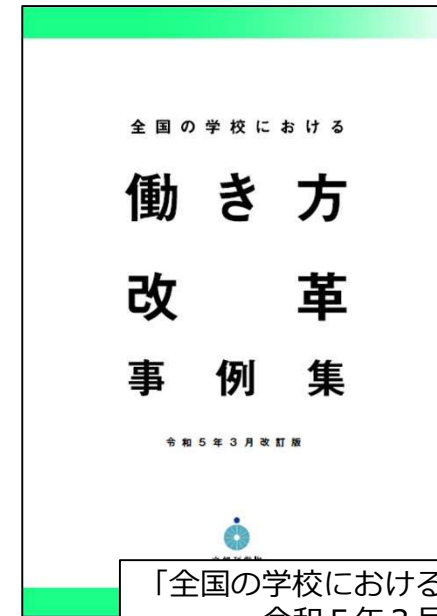 全国の学校における
働き方
改革
事例集
令和5年3月改訂版
「全国の学校における
令和5年3月